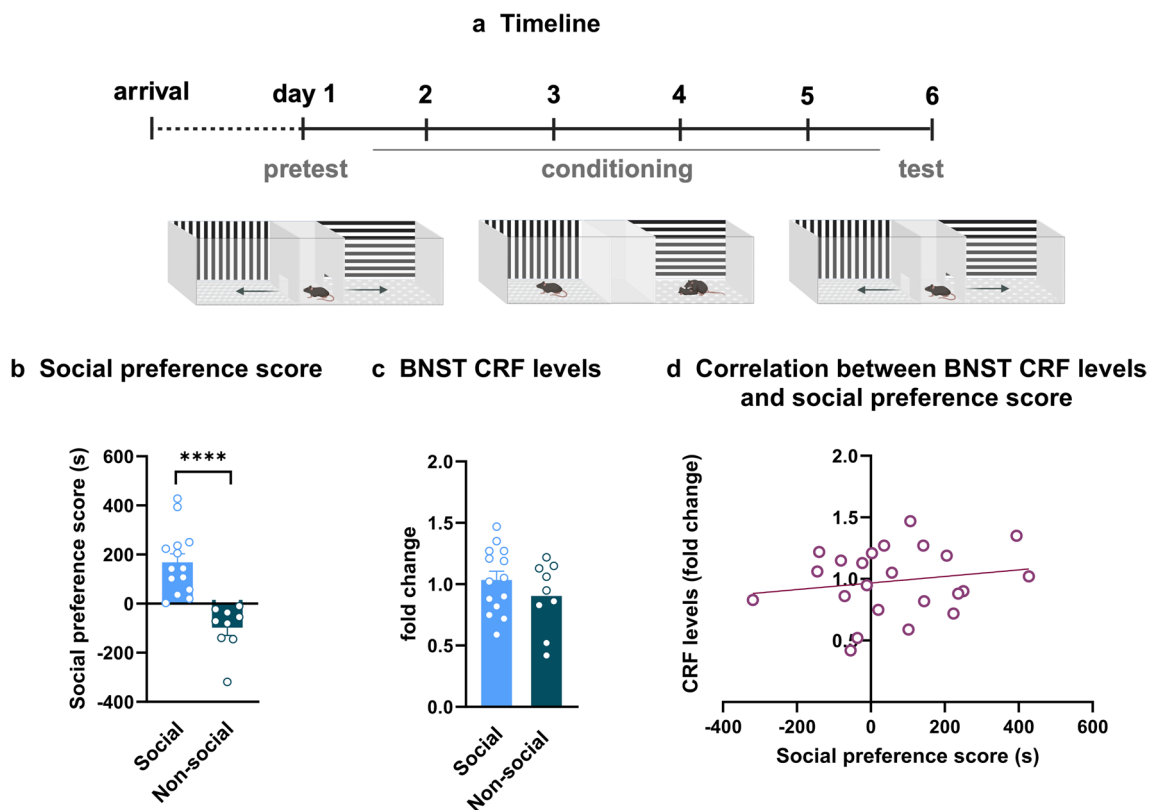 a Timeline
arrival
day 1
2
3
4
5
6
pretest
conditioning
test
b Social preference score
c BNST CRF levels
d Correlation between BNST CRF levels
and social preference score
Social preference score (s)
600
400
200
0
-200
-400
****
Social
Non-social
fold change
2.0
1.5
1.0
0.5
0.0
Social
Non-social
CRF levels (fold change)
2.0
1.5
1.0
0.5
-400
-200
0
200
400
600
Social preference score (s)